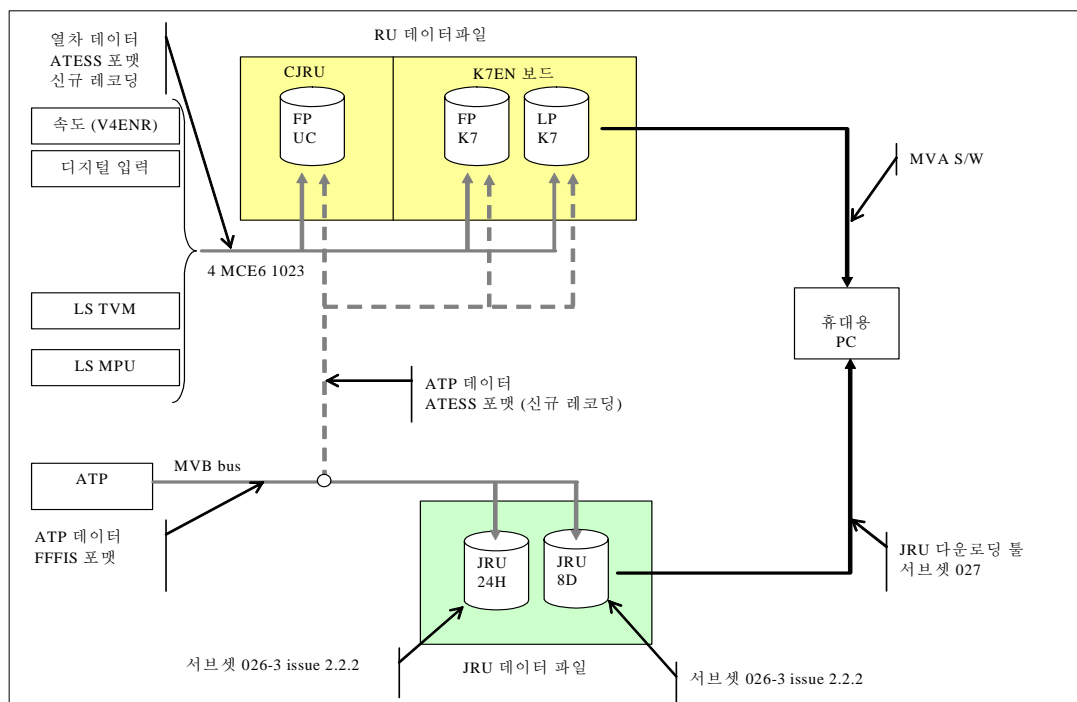 열차 데이터
ATESS 포맷
신규 레코딩
RU 데이터파일
CJRU
K7EN 보드
FP
UC
FP
K7
LP
K7
속도 (V4ENR)
디지털 입력
MVA S/W
4 MCE6 1023
LS TVM
LS MPU
휴대용
PC
ATP 데이터
ATESS 포맷 (신규 레코딩)
ATP
MVB bus
ATP 데이터
FFFIS 포맷
JRU
24H
JRU
8D
JRU 다운로딩 툴
서브셋 027
서브셋 026-3 issue 2.2.2
JRU 데이터 파일
서브셋 026-3 issue 2.2.2